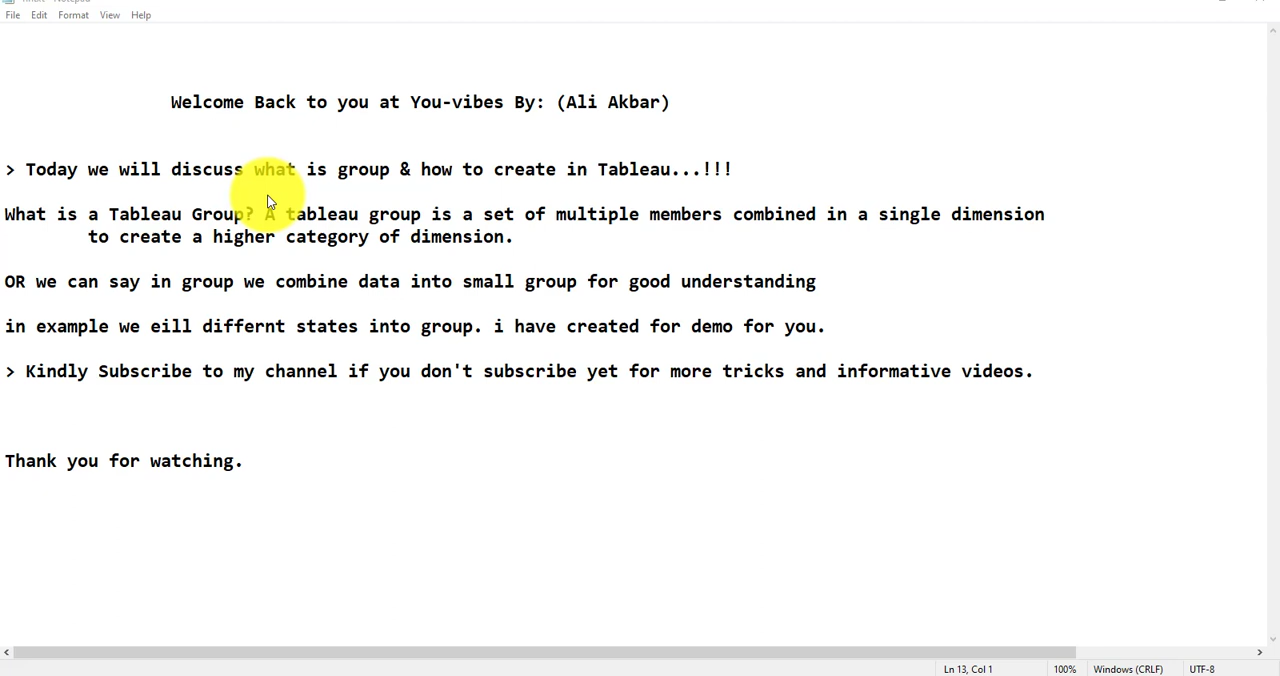 File Edit Format View Help
Welcome Back to you at You-vibes By: (Ali Akbar)
> Today we will discuss what is group & how to create in Tableau...!!!
What is a Tableau Group? A tableau group is a set of multiple members combined in a single dimension
to create a higher category of dimension.
OR we can say in group we combine data into small group for good understanding
in example we eill differnt states into group. i have created for demo for you.
> Kindly Subscribe to my channel if you don't subscribe yet for more tricks and informative videos.
Thank you for watching.
Ln 13, Col 1 100% Windows (CRLF) UTF-8